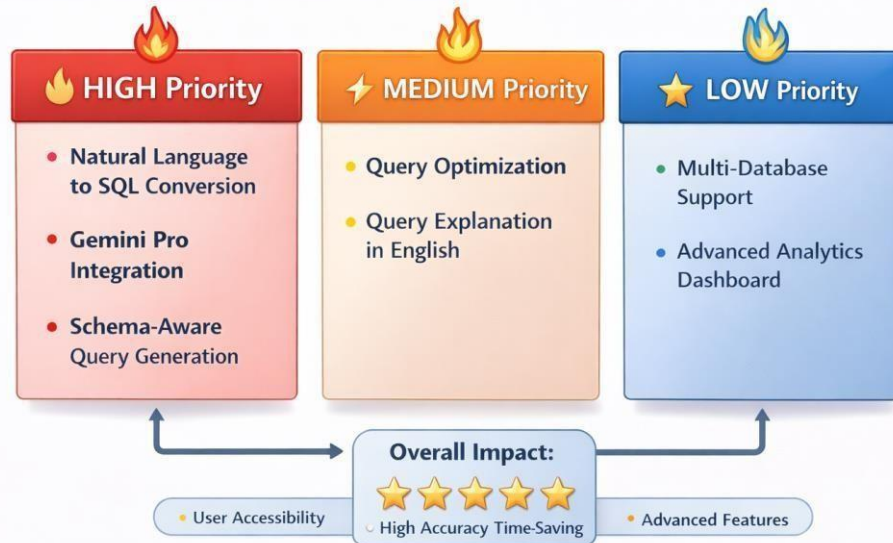 HIGH Priority
Natural Language
to SQL Conversion
Gemini Pro
Integration
Schema-Aware
Query Generation
MEDIUM Priority
Query Optimization
Query Explanation
in English
LOW Priority
Multi-Database
Support
Advanced Analytics
Dashboard
Overall Impact:
User Accessibility
High Accuracy Time-Saving
Advanced Features